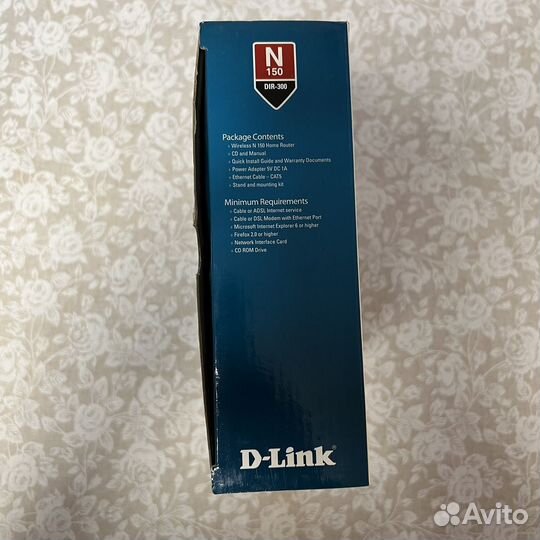 N
150
DIR-300
Package Contents
› Wireless N 150 Home Router
› CD and Manual
› Quick Install Guide and Warranty Documents
› Power Adapter 5V DC 1A
› Ethernet Cable – CAT5
› Stand and mounting kit
Minimum Requirements
› Cable or ADSL Internet service
› Cable or DSL Modem with Ethernet Port
› Microsoft Internet Explorer 6 or higher
› Firefox 2.0 or higher
› Network Interface Card
› CD ROM Drive
D-Link
Avito